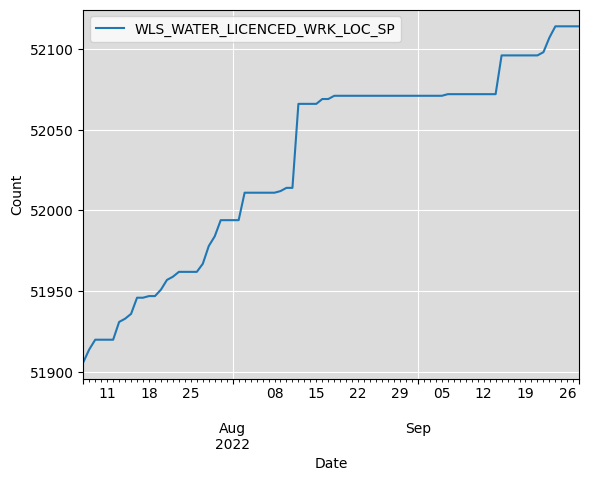 WLS_WATER_LICENCED_WRK_LOC_SP
52100
52050
52000
51950
51900
Count
11 18 25 08 15 22 29 05 12 19 26
Aug Sep
2022
Date